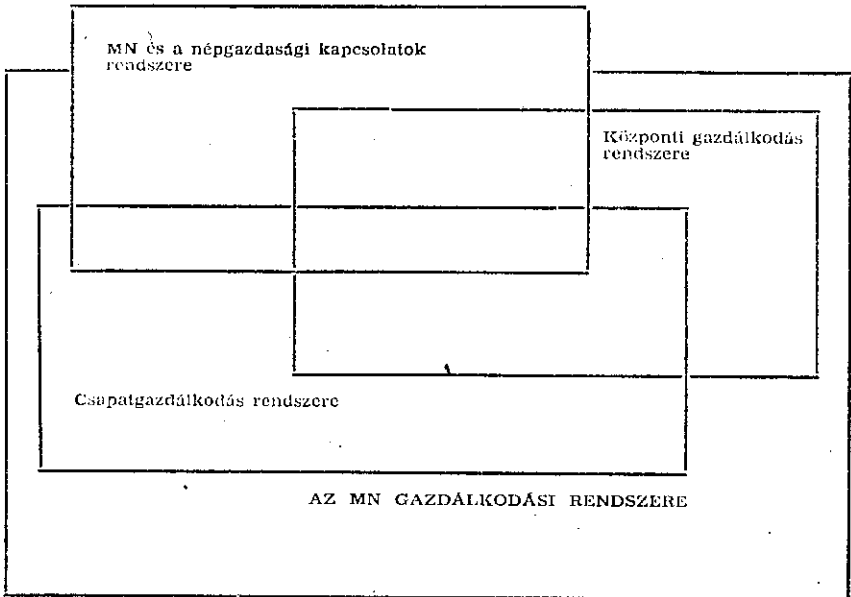 MN és a népgazdasági kapcsolatok
rendszere
Központi gazdálkodás
rendszere
Csapatgazdálkodás rendszere
AZ MN GAZDÁLKODÁSI RENDSZERE